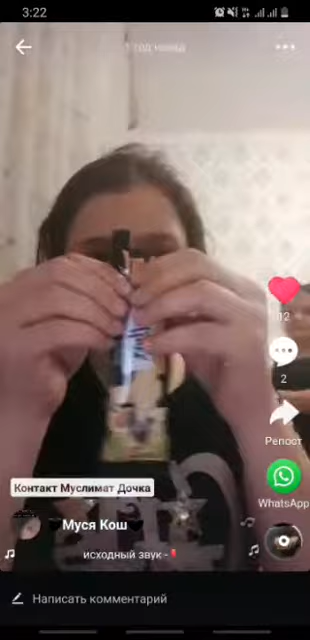 3:22
1 год назад
12
2
Репост
Контакт Муслимат Дочка
WhatsApp
Муся Кош
исходный звук -
Написать комментарий